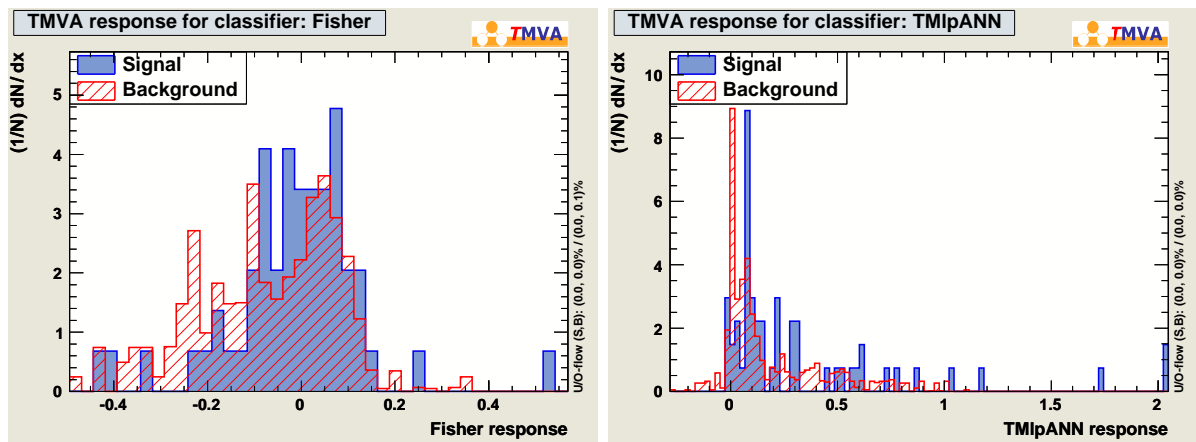 TMVA response for classifier: Fisher
TMVA
Signal
Background
(1/N) dN/ dx
5
4
3
2
1
0
-0.4
-0.2
0
0.2
0.4
Fisher response
U/O-flow (S,B): (0.0, 0.0)% / (0.0, 0.1)%
TMVA response for classifier: TMlpANN
TMVA
Signal
Background
(1/N) dN/ dx
10
8
6
4
2
0
0
0.5
1
1.5
2
TMlpANN response
U/O-flow (S,B): (0.0, 0.0)% / (0.0, 0.0)%